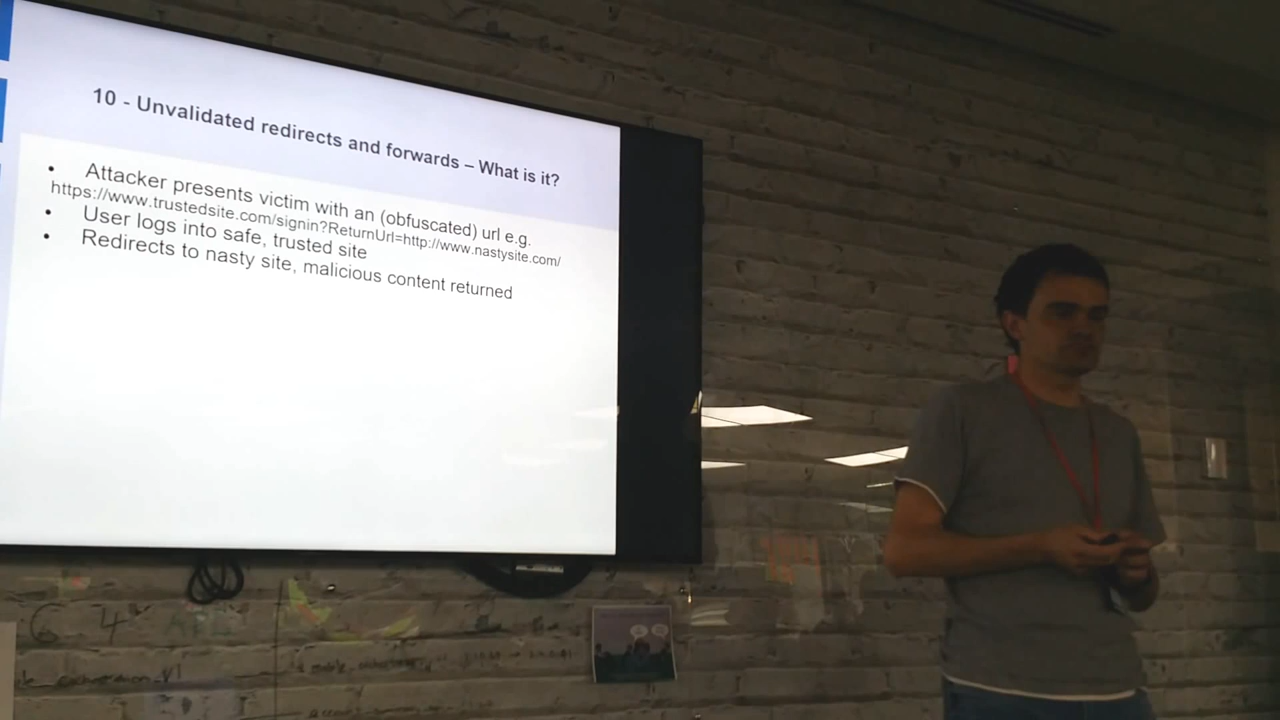 10 - Unvalidated redirects and forwards – What is it?
• Attacker presents victim with an (obfuscated) url e.g.
https://www.trustedsite.com/signin?ReturnUrl=http://www.nastysite.com/
• User logs into safe, trusted site
• Redirects to nasty site, malicious content returned
6 4